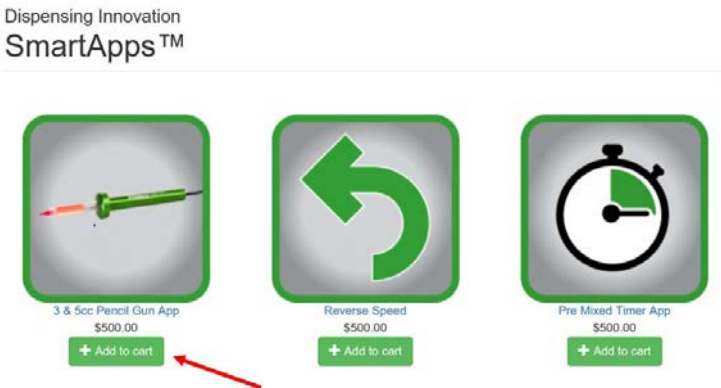 Dispensing Innovation
SmartApps™
3 & 5cc Pencil Gun App
$500.00
+ Add to cart
Reverse Speed
$500.00
+ Add to cart
Pre Mixed Timer App
$500.00
+ Add to cart